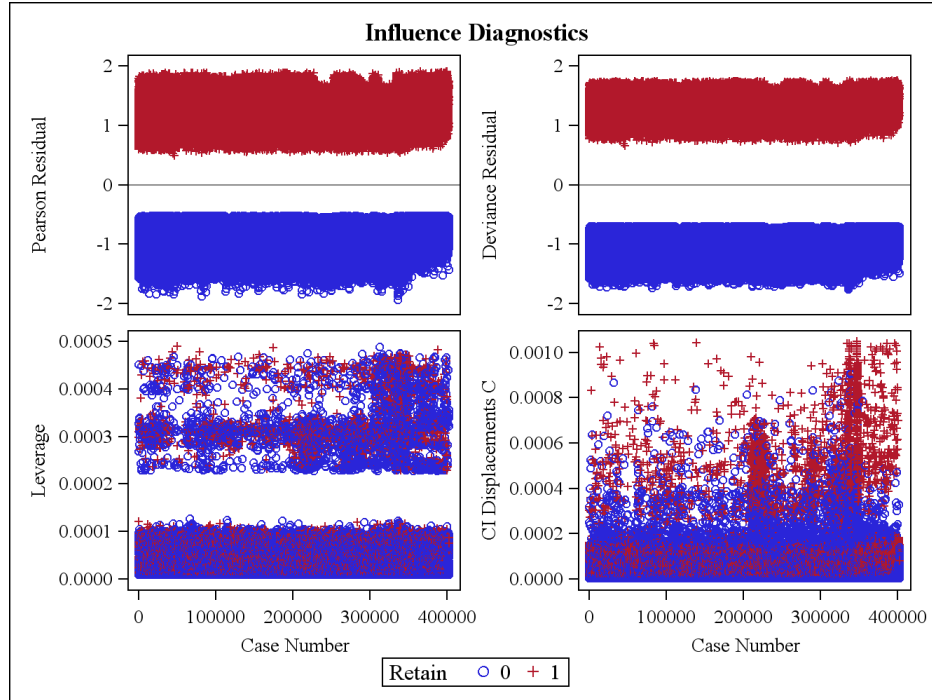 Influence Diagnostics
Pearson Residual
2
1
0
-1
-2
Deviance Residual
2
1
0
-1
-2
Leverage
0.0005
0.0004
0.0003
0.0002
0.0001
0.0000
0 100000 200000 300000 400000
Case Number
CI Displacements C
0.0010
0.0008
0.0006
0.0004
0.0002
0.0000
0 100000 200000 300000 400000
Case Number
Retain 0 1